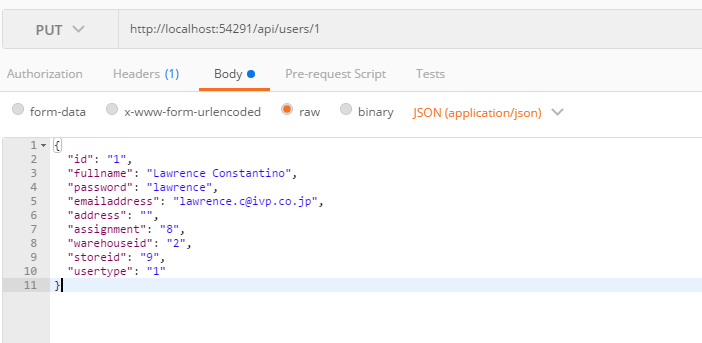 PUT http://localhost:54291/api/users/1
Authorization Headers (1) Body Pre-request Script Tests
form-data x-www-form-urlencoded raw binary JSON (application/json)
1 {
2 "id": "1",
3 "fullname": "Lawrence Constantino",
4 "password": "lawrence",
5 "emailaddress": "lawrence.c@ivp.co.jp",
6 "address": "",
7 "assignment": "8",
8 "warehouseid": "2",
9 "storeid": "9",
10 "usertype": "1"
11 }